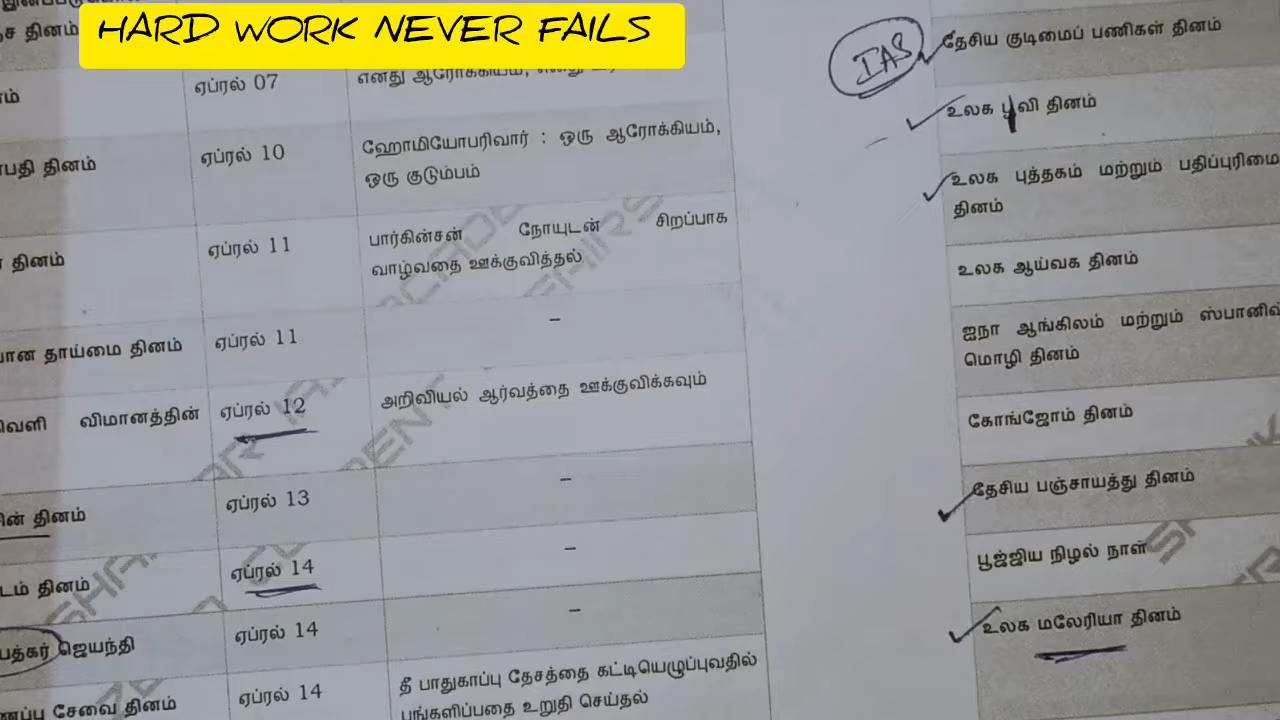 HARD WORK NEVER FAILS
தினம்
ஏப்ரல் 07
எனது ஆரோக்கியம்,
தினம்
ஏப்ரல் 10
ஹோமியோபரிவார் : ஒரு ஆரோக்கியம்,
ஒரு குடும்பம்
தினம்
ஏப்ரல் 11
பார்கின்சன் நோயுடன் சிறப்பாக
வாழ்வதை ஊக்குவித்தல்
தாய்மை தினம்
ஏப்ரல் 11
–
விமானத்தின்
ஏப்ரல் 12
அறிவியல் ஆர்வத்தை ஊக்குவிக்கவும்
தினம்
ஏப்ரல் 13
–
தினம்
ஏப்ரல் 14
–
ஜெயந்தி
ஏப்ரல் 14
–
சேவை தினம்
ஏப்ரல் 14
தீ பாதுகாப்பு தேசத்தை கட்டியெழுப்புவதில்
பங்களிப்பதை உறுதி செய்தல்
IAS
தேசிய குடிமைப் பணிகள் தினம்
உலக பூவி தினம்
உலக புத்தகம் மற்றும் பதிப்புரிமை
தினம்
உலக ஆய்வக தினம்
ஐநா ஆங்கிலம் மற்றும்
மொழி தினம்
கோங்ஜோம் தினம்
தேசிய பஞ்சாயத்து தினம்
பூஜ்ஜிய நிழல் நாள்
உலக மலேரியா தினம்